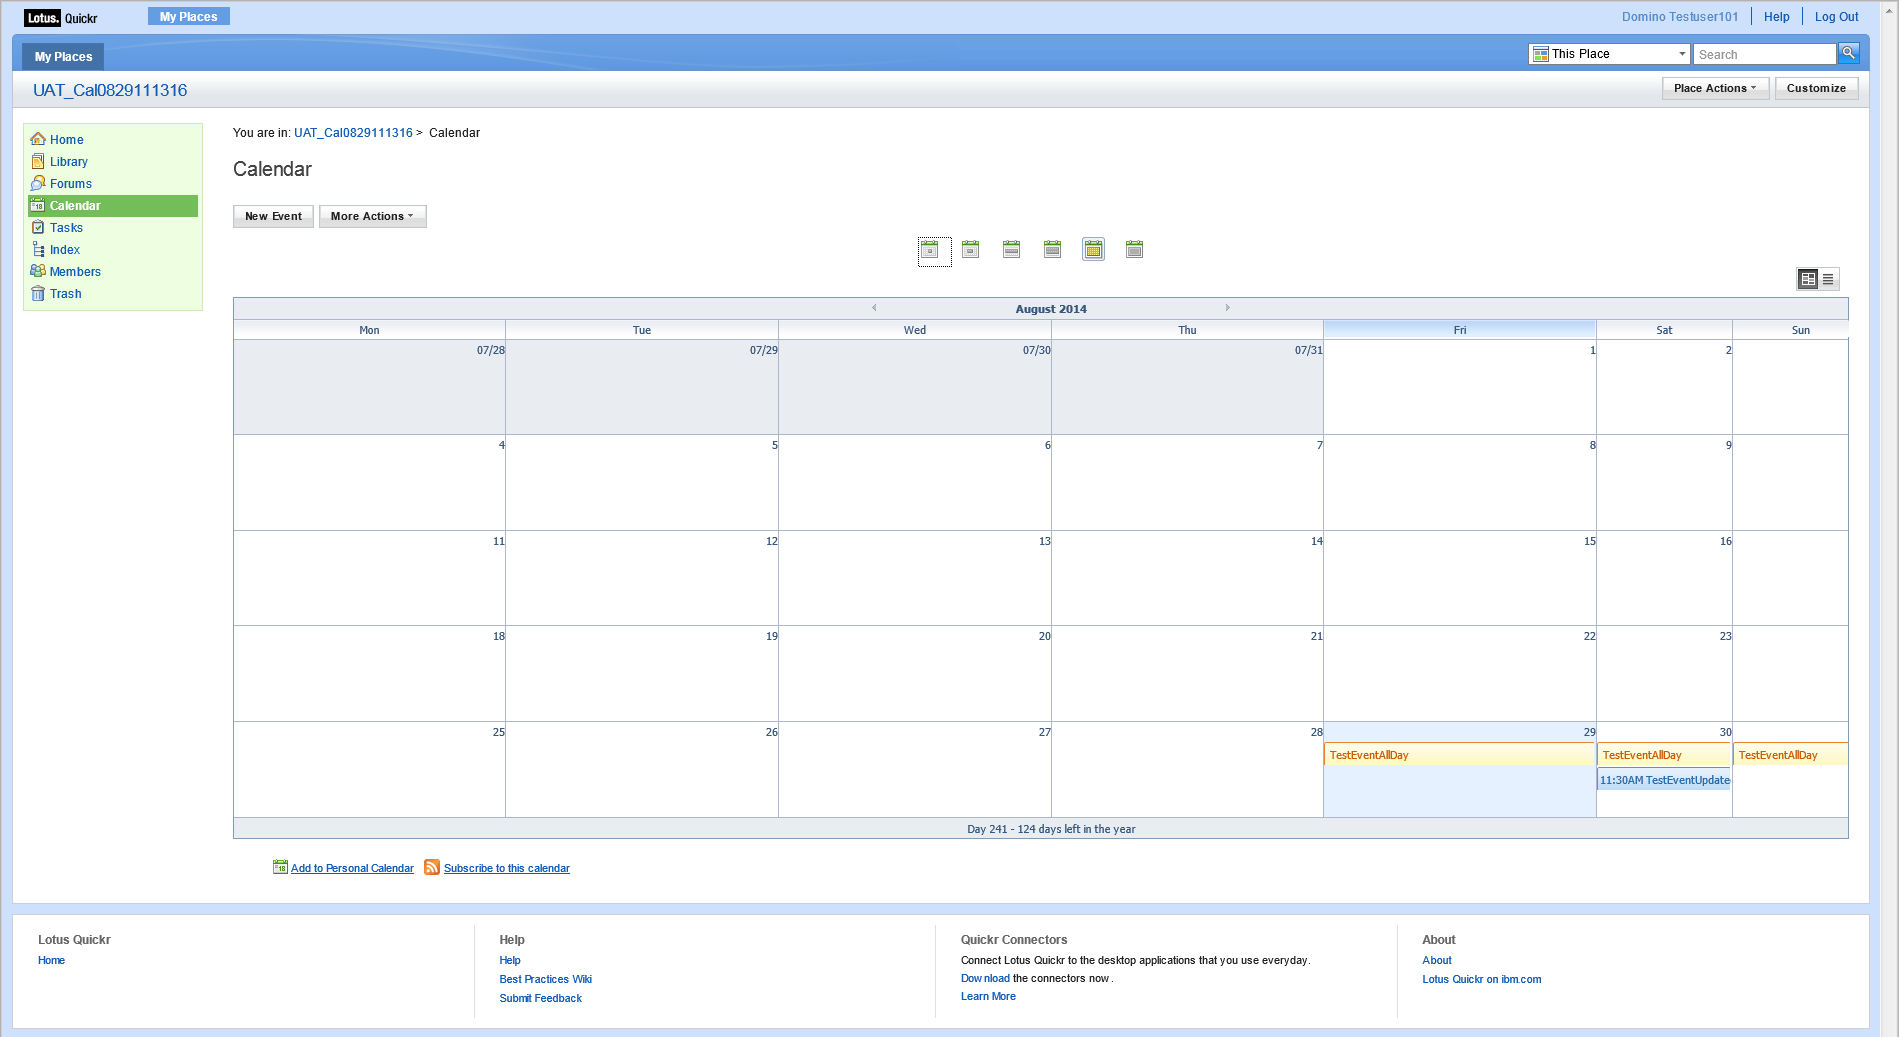 Lotus. Quickr
My Places
Domino Testuser101
Help
Log Out
My Places
This Place
Search
UAT_Cal0829111316
Place Actions
Customize
Home
Library
Forums
Calendar
Tasks
Index
Members
Trash
You are in: UAT_Cal0829111316 > Calendar
Calendar
New Event
More Actions
August 2014
Mon Tue Wed Thu Fri Sat Sun
07/28 07/29 07/30 07/31 1 2
4 5 6 7 8 9
11 12 13 14 15 16
18 19 20 21 22 23
25 26 27 28 29 30
TestEventAllDay TestEventAllDay TestEventAllDay
11:30AM TestEventUpdate
Day 241 - 124 days left in the year
Add to Personal Calendar
Subscribe to this calendar
Lotus Quickr
Home
Help
Help
Best Practices Wiki
Submit Feedback
Quickr Connectors
Connect Lotus Quickr to the desktop applications that you use everyday.
Download the connectors now.
Learn More
About
About
Lotus Quickr on ibm.com